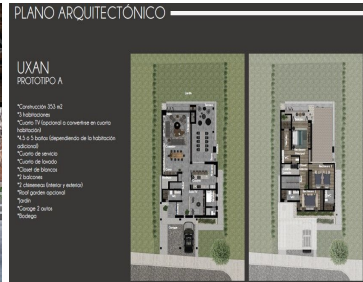 PLANO ARQUITECTÓNICO
UXAN
PROTOTIPO A
*Construcción 353 m2
*3 habitaciones
*Cuarto TV (opcional a convertirse en cuarto
habitación)
*4.5 ó 5 baños (dependiendo de la habitación
adicional)
*Cuarto de servicio
*Cuarto de lavado
*Closet de blancos
*2 balcones
*2 chimeneas (interior y exterior)
*Roof garden opcional
*Jardín
*Garage 2 autos
*Bodega